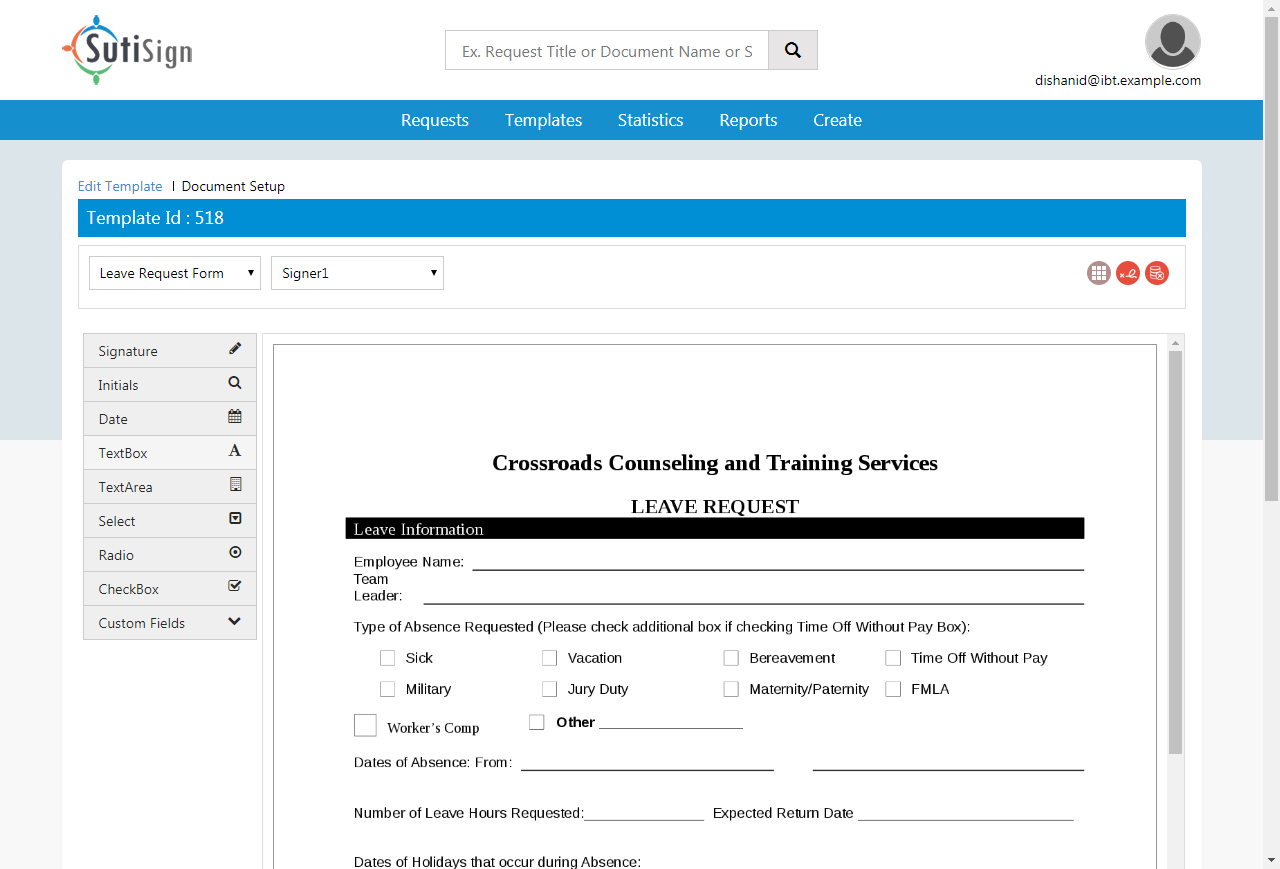 SutiSign
Ex. Request Title or Document Name or S
dishanid@ibt.example.com
Requests Templates Statistics Reports Create
Edit Template | Document Setup
Template Id : 518
Leave Request Form Signer1
Signature
Initials
Date
TextBox
TextArea
Select
Radio
CheckBox
Custom Fields
Crossroads Counseling and Training Services
LEAVE REQUEST
Leave Information
Employee Name:
Team
Leader:
Type of Absence Requested (Please check additional box if checking Time Off Without Pay Box):
Sick Vacation Bereavement Time Off Without Pay
Military Jury Duty Maternity/Paternity FMLA
Worker’s Comp Other
Dates of Absence: From:
Number of Leave Hours Requested: Expected Return Date
Dates of Holidays that occur during Absence: